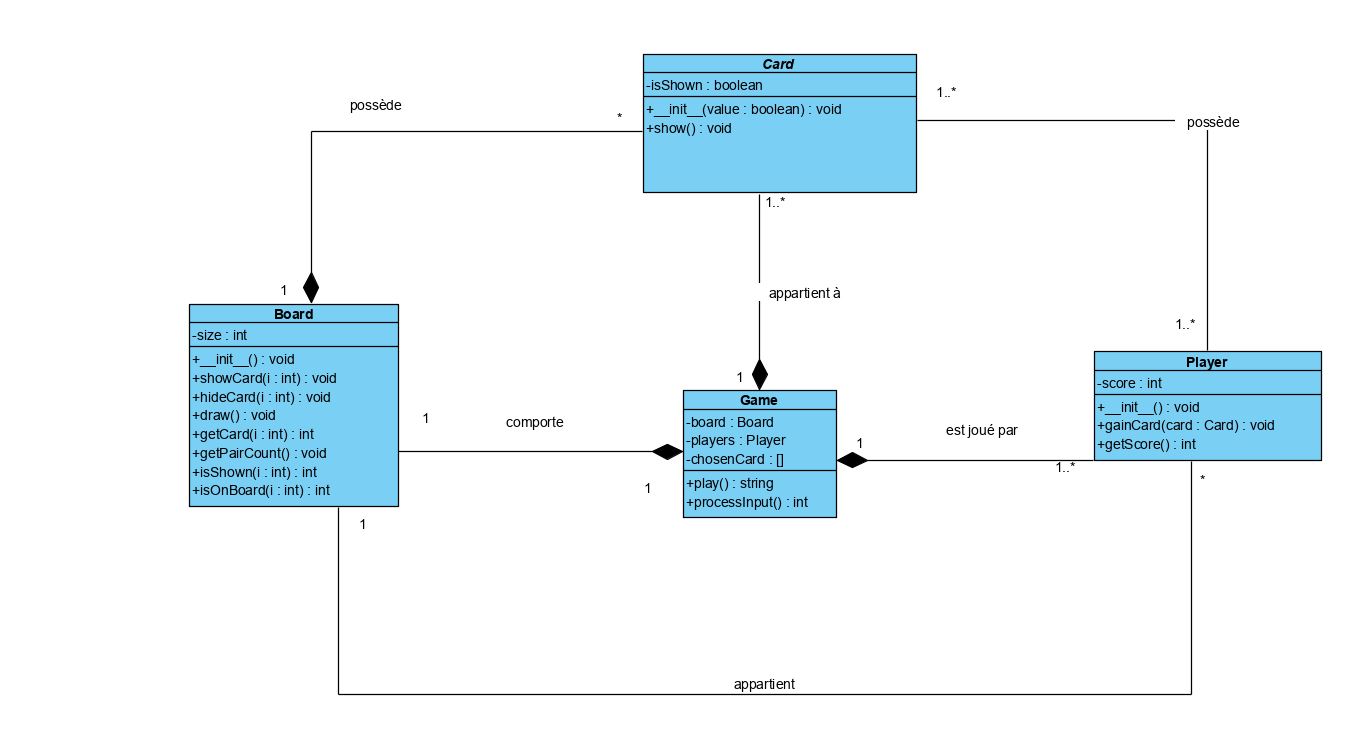 Card
-isShown : boolean
+__init__(value : boolean) : void
+show() : void
1..*
possède
possède
*
1..*
appartient à
1
1
Board
-size : int
+__init__() : void
+showCard(i : int) : void
+hideCard(i : int) : void
+draw() : void
+getCard(i : int) : int
+getPairCount() : void
+isShown(i : int) : int
+isOnBoard(i : int) : int
1..*
Player
-score : int
+__init__() : void
+gainCard(card : Card) : void
+getScore() : int
Game
-board : Board
-players : Player
-chosenCard : []
+play() : string
+processInput() : int
1
comporte
1
1
est joué par
1..*
*
1
appartient